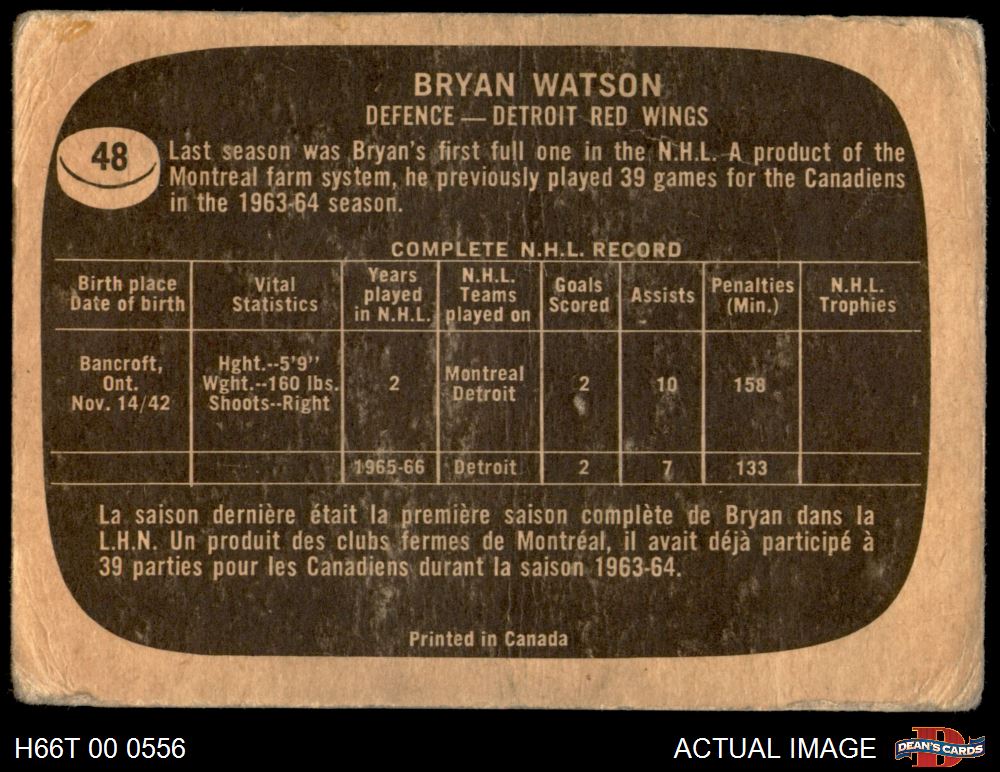 BRYAN WATSON
DEFENCE — DETROIT RED WINGS
48
Last season was Bryan's first full one in the N.H.L. A product of the
Montreal farm system, he previously played 39 games for the Canadiens
in the 1963-64 season.
COMPLETE N.H.L. RECORD
Birth place
Date of birth
Vital
Statistics
Years
played
in N.H.L.
N.H.L.
Teams
played on
Goals
Scored
Assists
Penalties
(Min.)
N.H.L.
Trophies
Bancroft,
Ont.
Nov. 14/42
Hght.--5'9''
Wght.--160 lbs.
Shoots--Right
2
Montreal
Detroit
2
10
158
1965-66
Detroit
2
7
133
La saison dernière était la première saison complète de Bryan dans la
L.H.N. Un produit des clubs fermes de Montréal, il avait déjà participé à
39 parties pour les Canadiens durant la saison 1963-64.
Printed in Canada
H66T 00 0556
ACTUAL IMAGE
D
DEAN'S CARDS